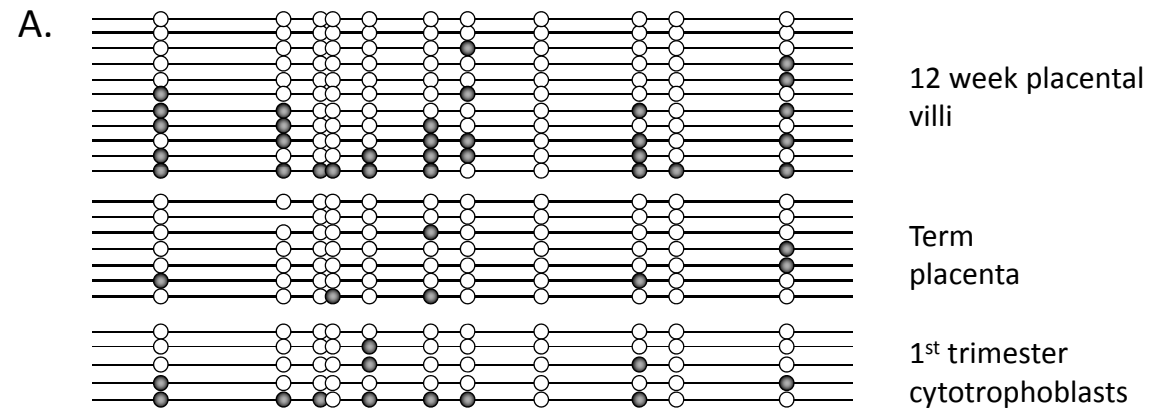 A.
12 week placental
villi
Term
placenta
1st trimester
cytotrophoblasts